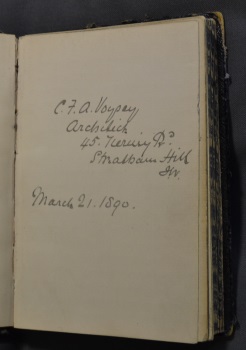 C. F. A. Voysey
Architect
45. Tierney Rd
Streatham Hill
SW.
March 21. 1890.